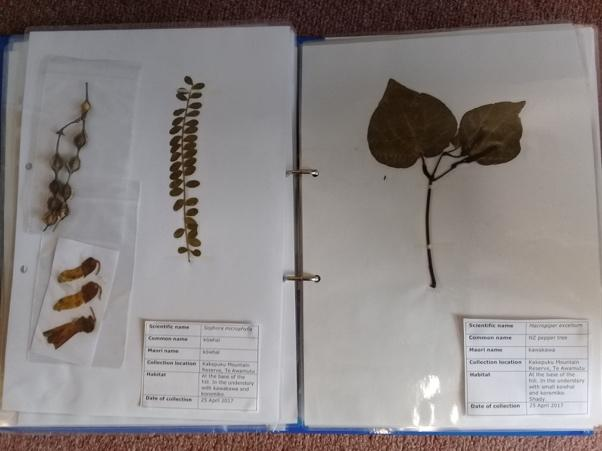 Scientific name Sophora microphylla
Common name kōwhai
Maori name kōwhai
Collection location Kakepuku Mountain
Reserve, Te Awamutu
Habitat At the base of the
hill. In the understory
with kawakawa and
koromiko.
Date of collection 25 April 2017
Scientific name Macropiper excelsum
Common name NZ pepper tree
Maori name kawakawa
Collection location Kakepuku Mountain
Reserve, Te Awamutu
Habitat At the base of the
hill. In the understory
with small kowhai
and koromiko.
Shady.
Date of collection 25 April 2017